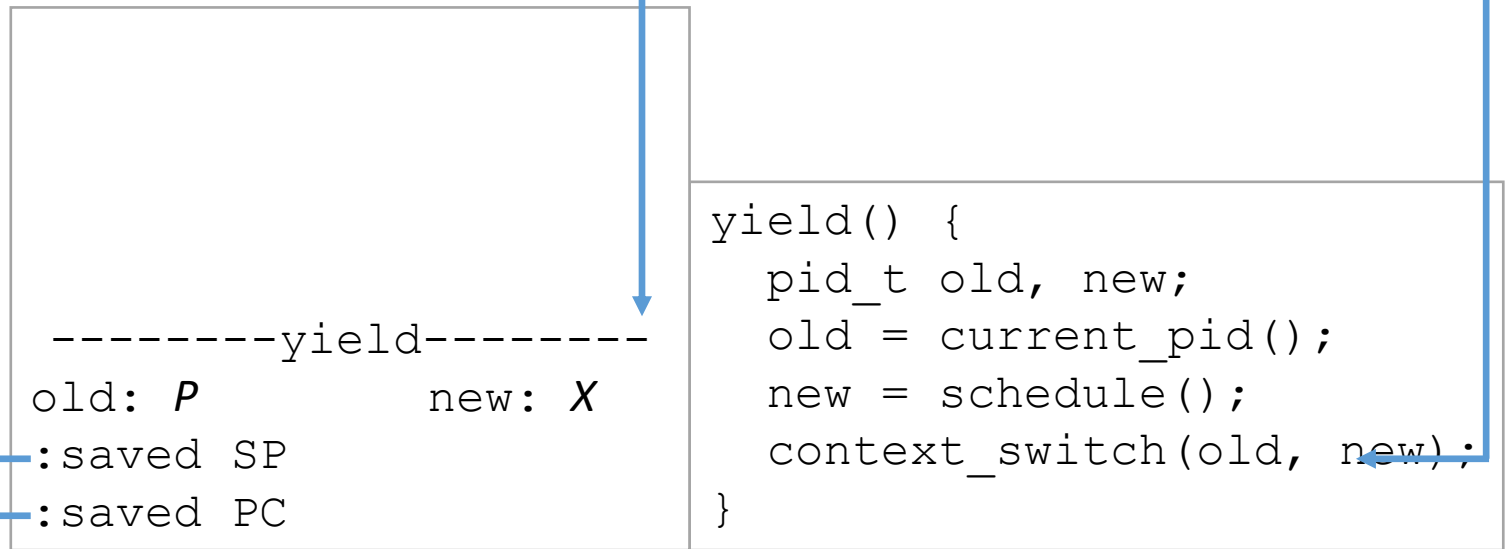 --------yield--------
old: P new: X
:saved SP
:saved PC
yield() {
pid_t old, new;
old = current_pid();
new = schedule();
context_switch(old, new);
}